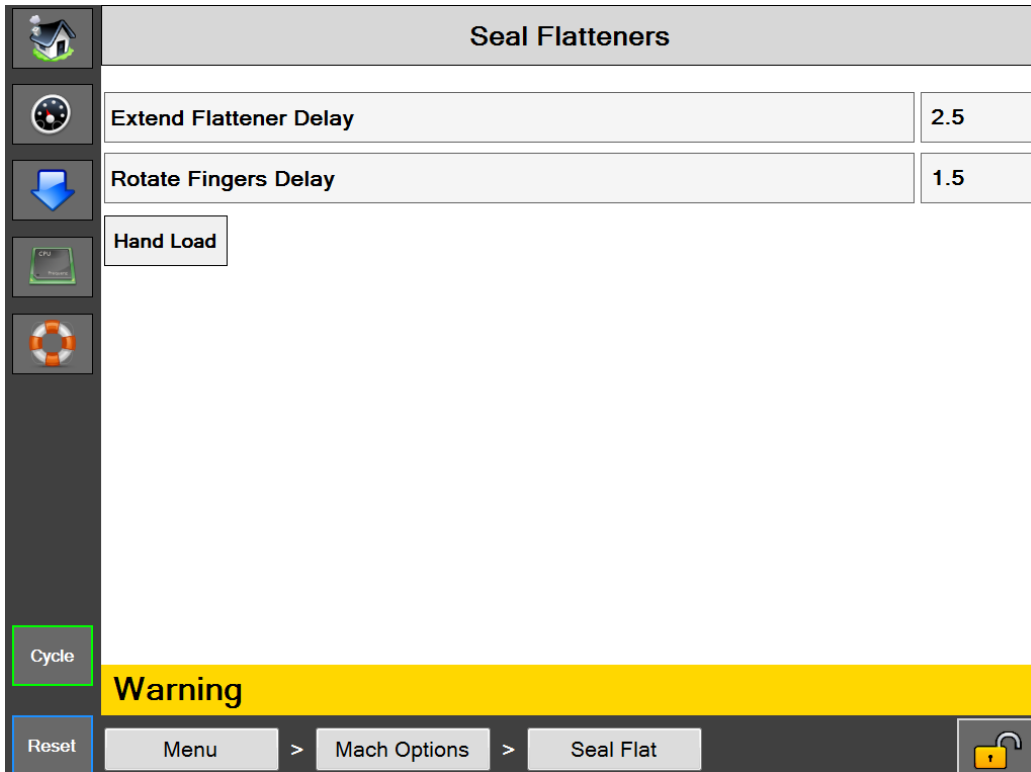 Seal Flatteners
Extend Flattener Delay 2.5
Rotate Fingers Delay 1.5
Hand Load
CPU
Cycle
Warning
Reset Menu > Mach Options > Seal Flat